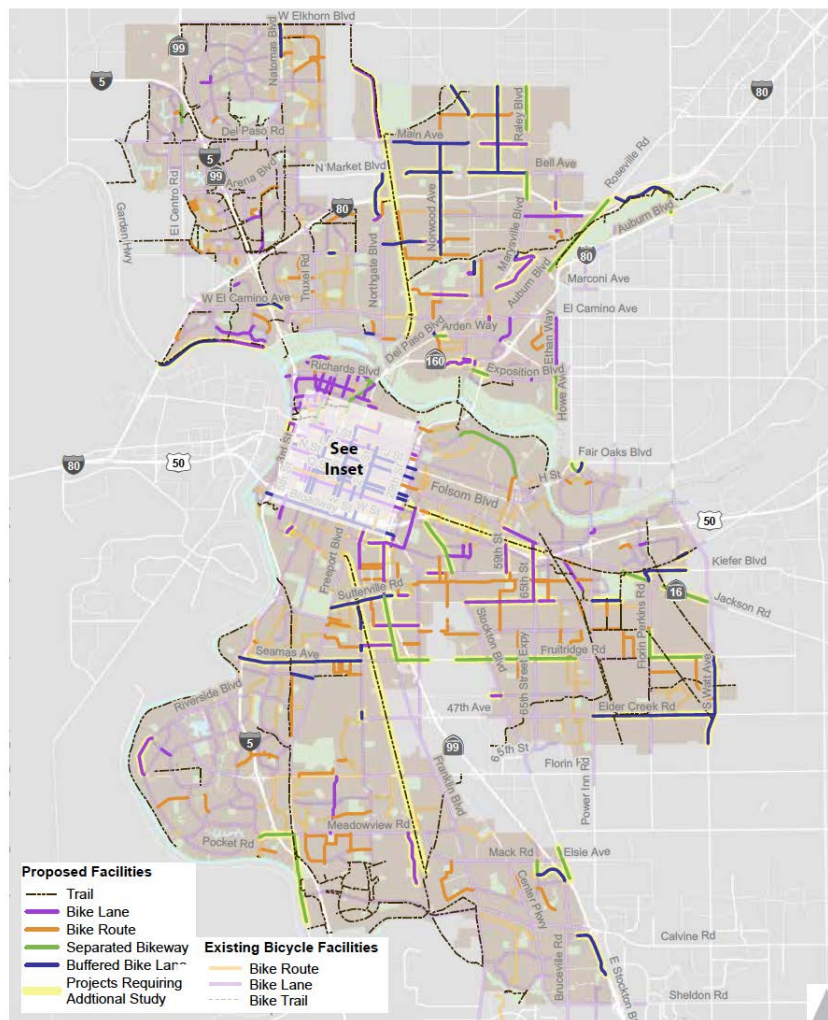 W Elkhorn Blvd
99
5
Natomas Blvd
80
Raley Blvd
Roseville Rd
Del Paso Rd
Main Ave
Bell Ave
5
99
Arena Blvd
N Market Blvd
El Centro Rd
Garden Hwy
80
Norwood Ave
Marysville Blvd
Auburn Blvd
Auburn Blvd
80
Marconi Ave
Truxel Rd
Northgate Blvd
W El Camino Ave
El Camino Ave
Del Paso Blvd
Arden Way
Ethan Way
160
Richards Blvd
Exposition Blvd
Howe Ave
3rd St
See
Inset
Fair Oaks Blvd
80
50
H St
Folsom Blvd
Broadway
50
Freeport Blvd
59th St
65th St
Kiefer Blvd
Sutterville Rd
16
Jackson Rd
Stockton Blvd
Florin Perkins Rd
Seamas Ave
65th Street Expy
Fruitridge Rd
S Watt Ave
Riverside Blvd
47th Ave
Elder Creek Rd
5
99
65th St
Florin
Power Inn Rd
Franklin Blvd
Meadowview Rd
Pocket Rd
Mack Rd
Elsie Ave
Center Pkwy
Calvine Rd
Bruceville Rd
E Stockton
Sheldon Rd
Proposed Facilities
Trail
Bike Lane
Bike Route
Separated Bikeway
Buffered Bike Lane
Projects Requiring
Addtional Study
Existing Bicycle Facilities
Bike Route
Bike Lane
Bike Trail